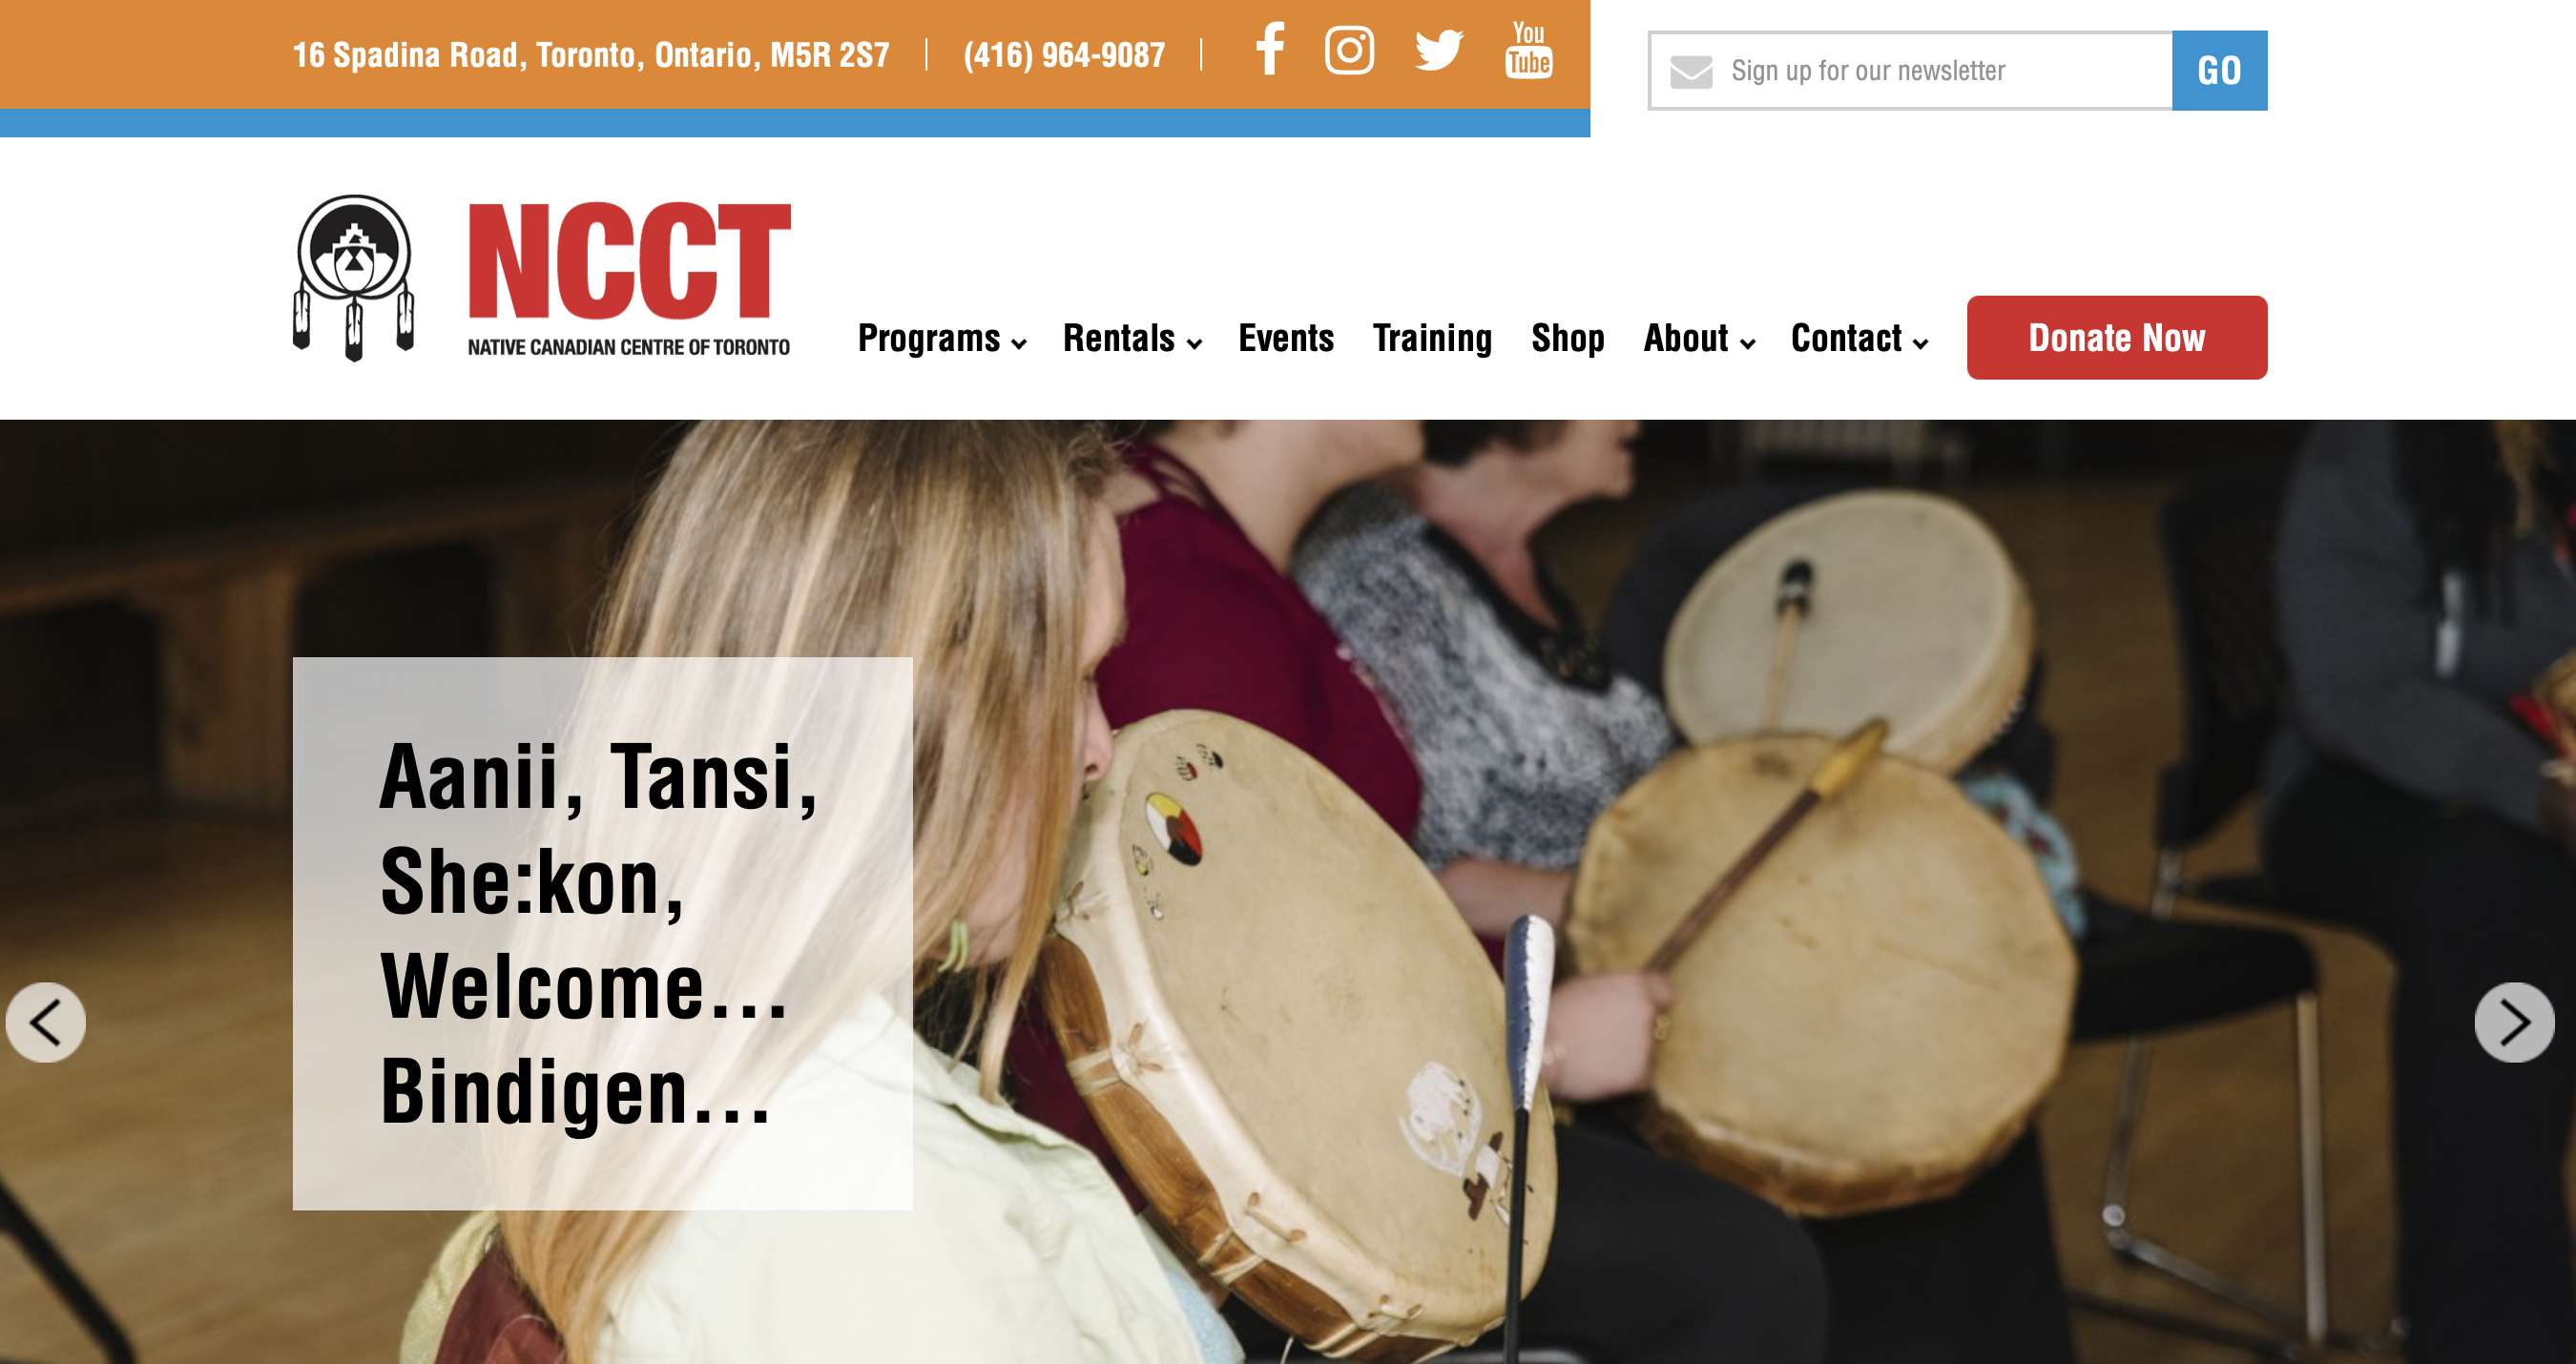 16 Spadina Road, Toronto, Ontario, M5R 2S7 | (416) 964-9087 | You Tube
Sign up for our newsletter GO
NCCT
NATIVE CANADIAN CENTRE OF TORONTO
Programs Rentals Events Training Shop About Contact Donate Now
Aanii, Tansi,
She:kon,
Welcome…
Bindigen…